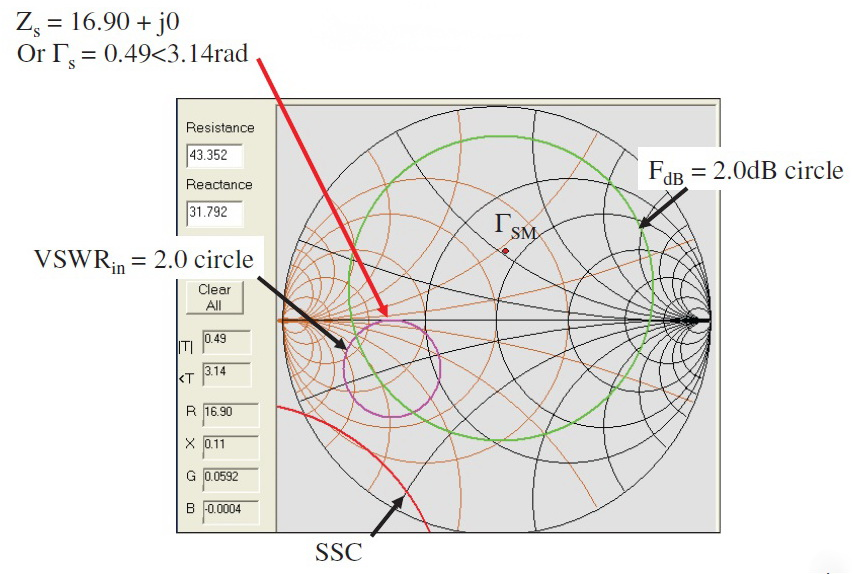 Zs = 16.90 + j0
Or Γs = 0.49<3.14rad
Resistance
43.352
Reactance
31.792
FdB = 2.0dB circle
ΓSM
VSWRin = 2.0 circle
Clear
All
|T| 0.49
<T 3.14
R 16.90
X 0.11
G 0.0592
B -0.0004
SSC